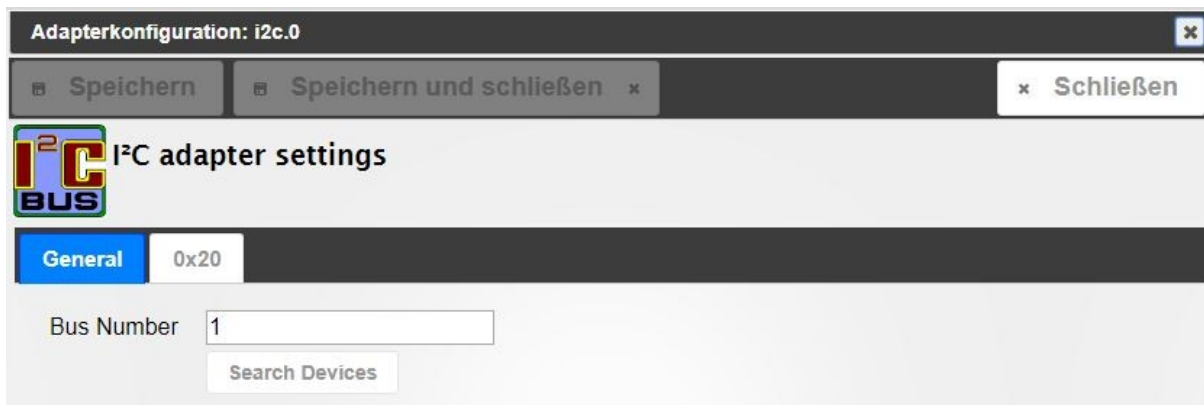 Adapterkonfiguration: i2c.0
Speichern Speichern und schließen Schließen
I²C BUS
I²C adapter settings
General 0x20
Bus Number 1
Search Devices